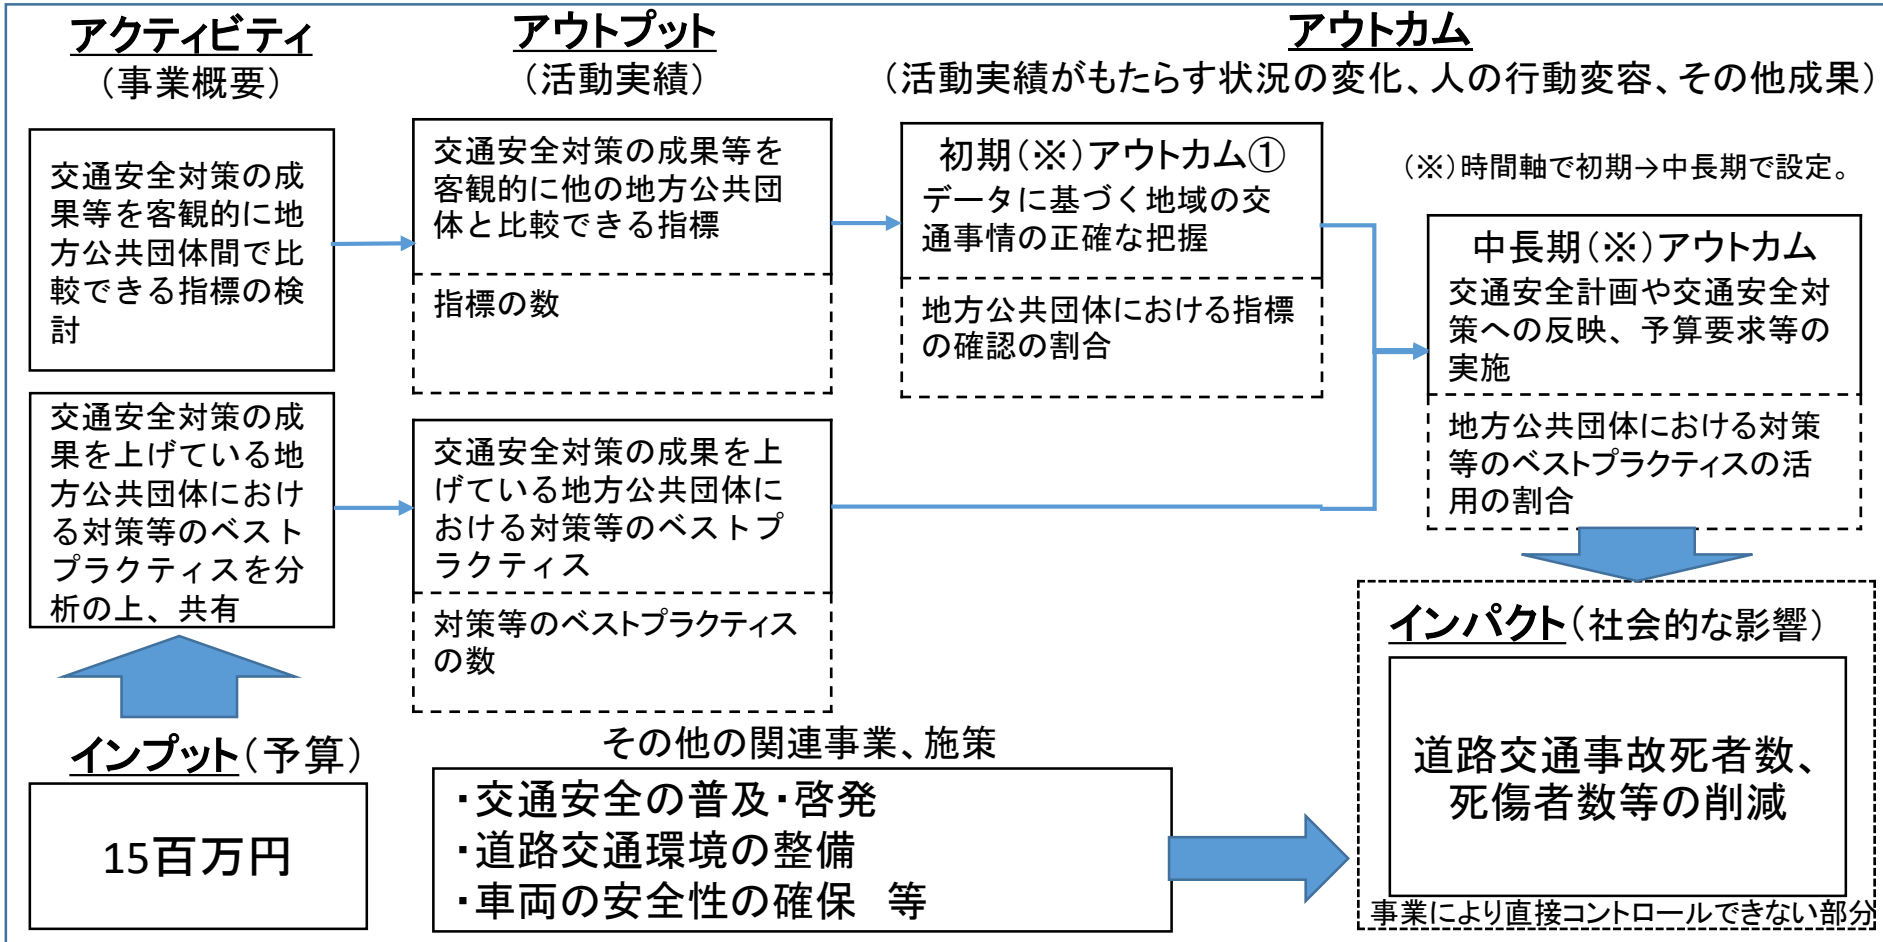 アクティビティ
（事業概要）
交通安全対策の成
果等を客観的に地
方公共団体間で比
較できる指標の検
討
交通安全対策の成
果を上げている地
方公共団体におけ
る対策等のベスト
プラクティスを分
析の上、共有
インプット（予算）
15百万円
アウトプット
（活動実績）
交通安全対策の成果等を
客観的に他の地方公共団
体と比較できる指標
指標の数
交通安全対策の成果を上
げている地方公共団体に
おける対策等のベストプ
ラクティス
対策等のベストプラクティス
の数
アウトカム
（活動実績がもたらす状況の変化、人の行動変容、その他成果）
初期（※）アウトカム①
データに基づく地域の交
通事情の正確な把握
地方公共団体における指標
の確認の割合
（※）時間軸で初期→中長期で設定。
中長期（※）アウトカム
交通安全計画や交通安全対
策への反映、予算要求等の
実施
地方公共団体における対策
等のベストプラクティスの活
用の割合
その他の関連事業、施策
・交通安全の普及・啓発
・道路交通環境の整備
・車両の安全性の確保　等
インパクト（社会的な影響）
道路交通事故死者数、
死傷者数等の削減
事業により直接コントロールできない部分